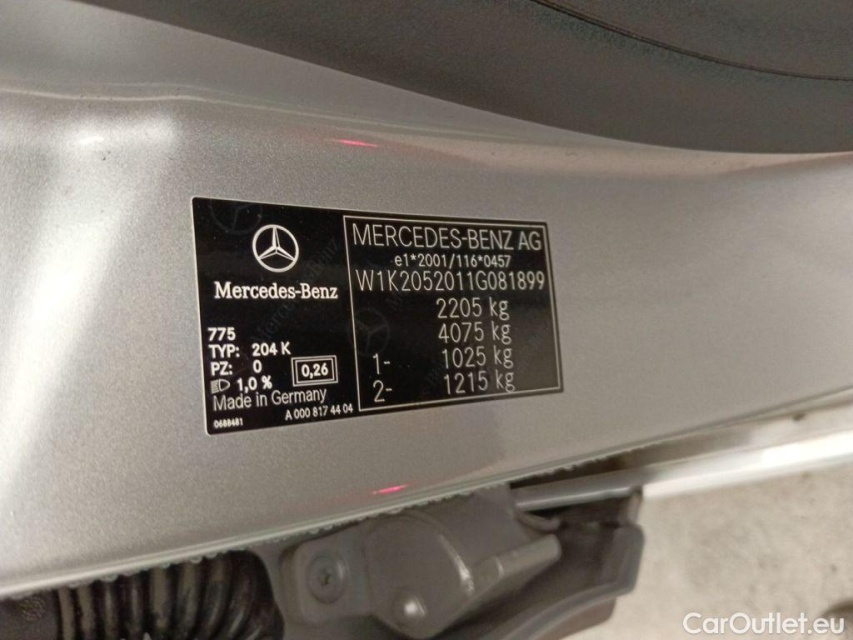 Mercedes-Benz
775
TYP: 204 K
PZ: 0
1,0 %
0,26
Made in Germany
0688481
A 000 817 44 04
MERCEDES-BENZ AG
e1*2001/116*0457
W1K2052011G081899
2205 kg
4075 kg
1- 1025 kg
2- 1215 kg
CarOutlet.eu